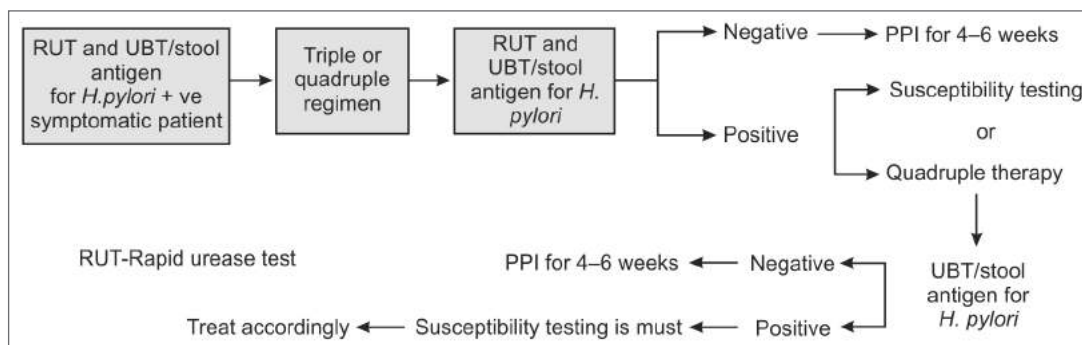 RUT and UBT/stool
antigen
for H.pylori + ve
symptomatic patient
Triple or
quadruple
regimen
RUT and
UBT/stool
antigen for H.
pylori
Negative
PPI for 4–6 weeks
Positive
Susceptibility testing
or
Quadruple therapy
UBT/stool
antigen for
H. pylori
Negative
PPI for 4–6 weeks
Positive
Susceptibility testing is must
Treat accordingly
RUT-Rapid urease test